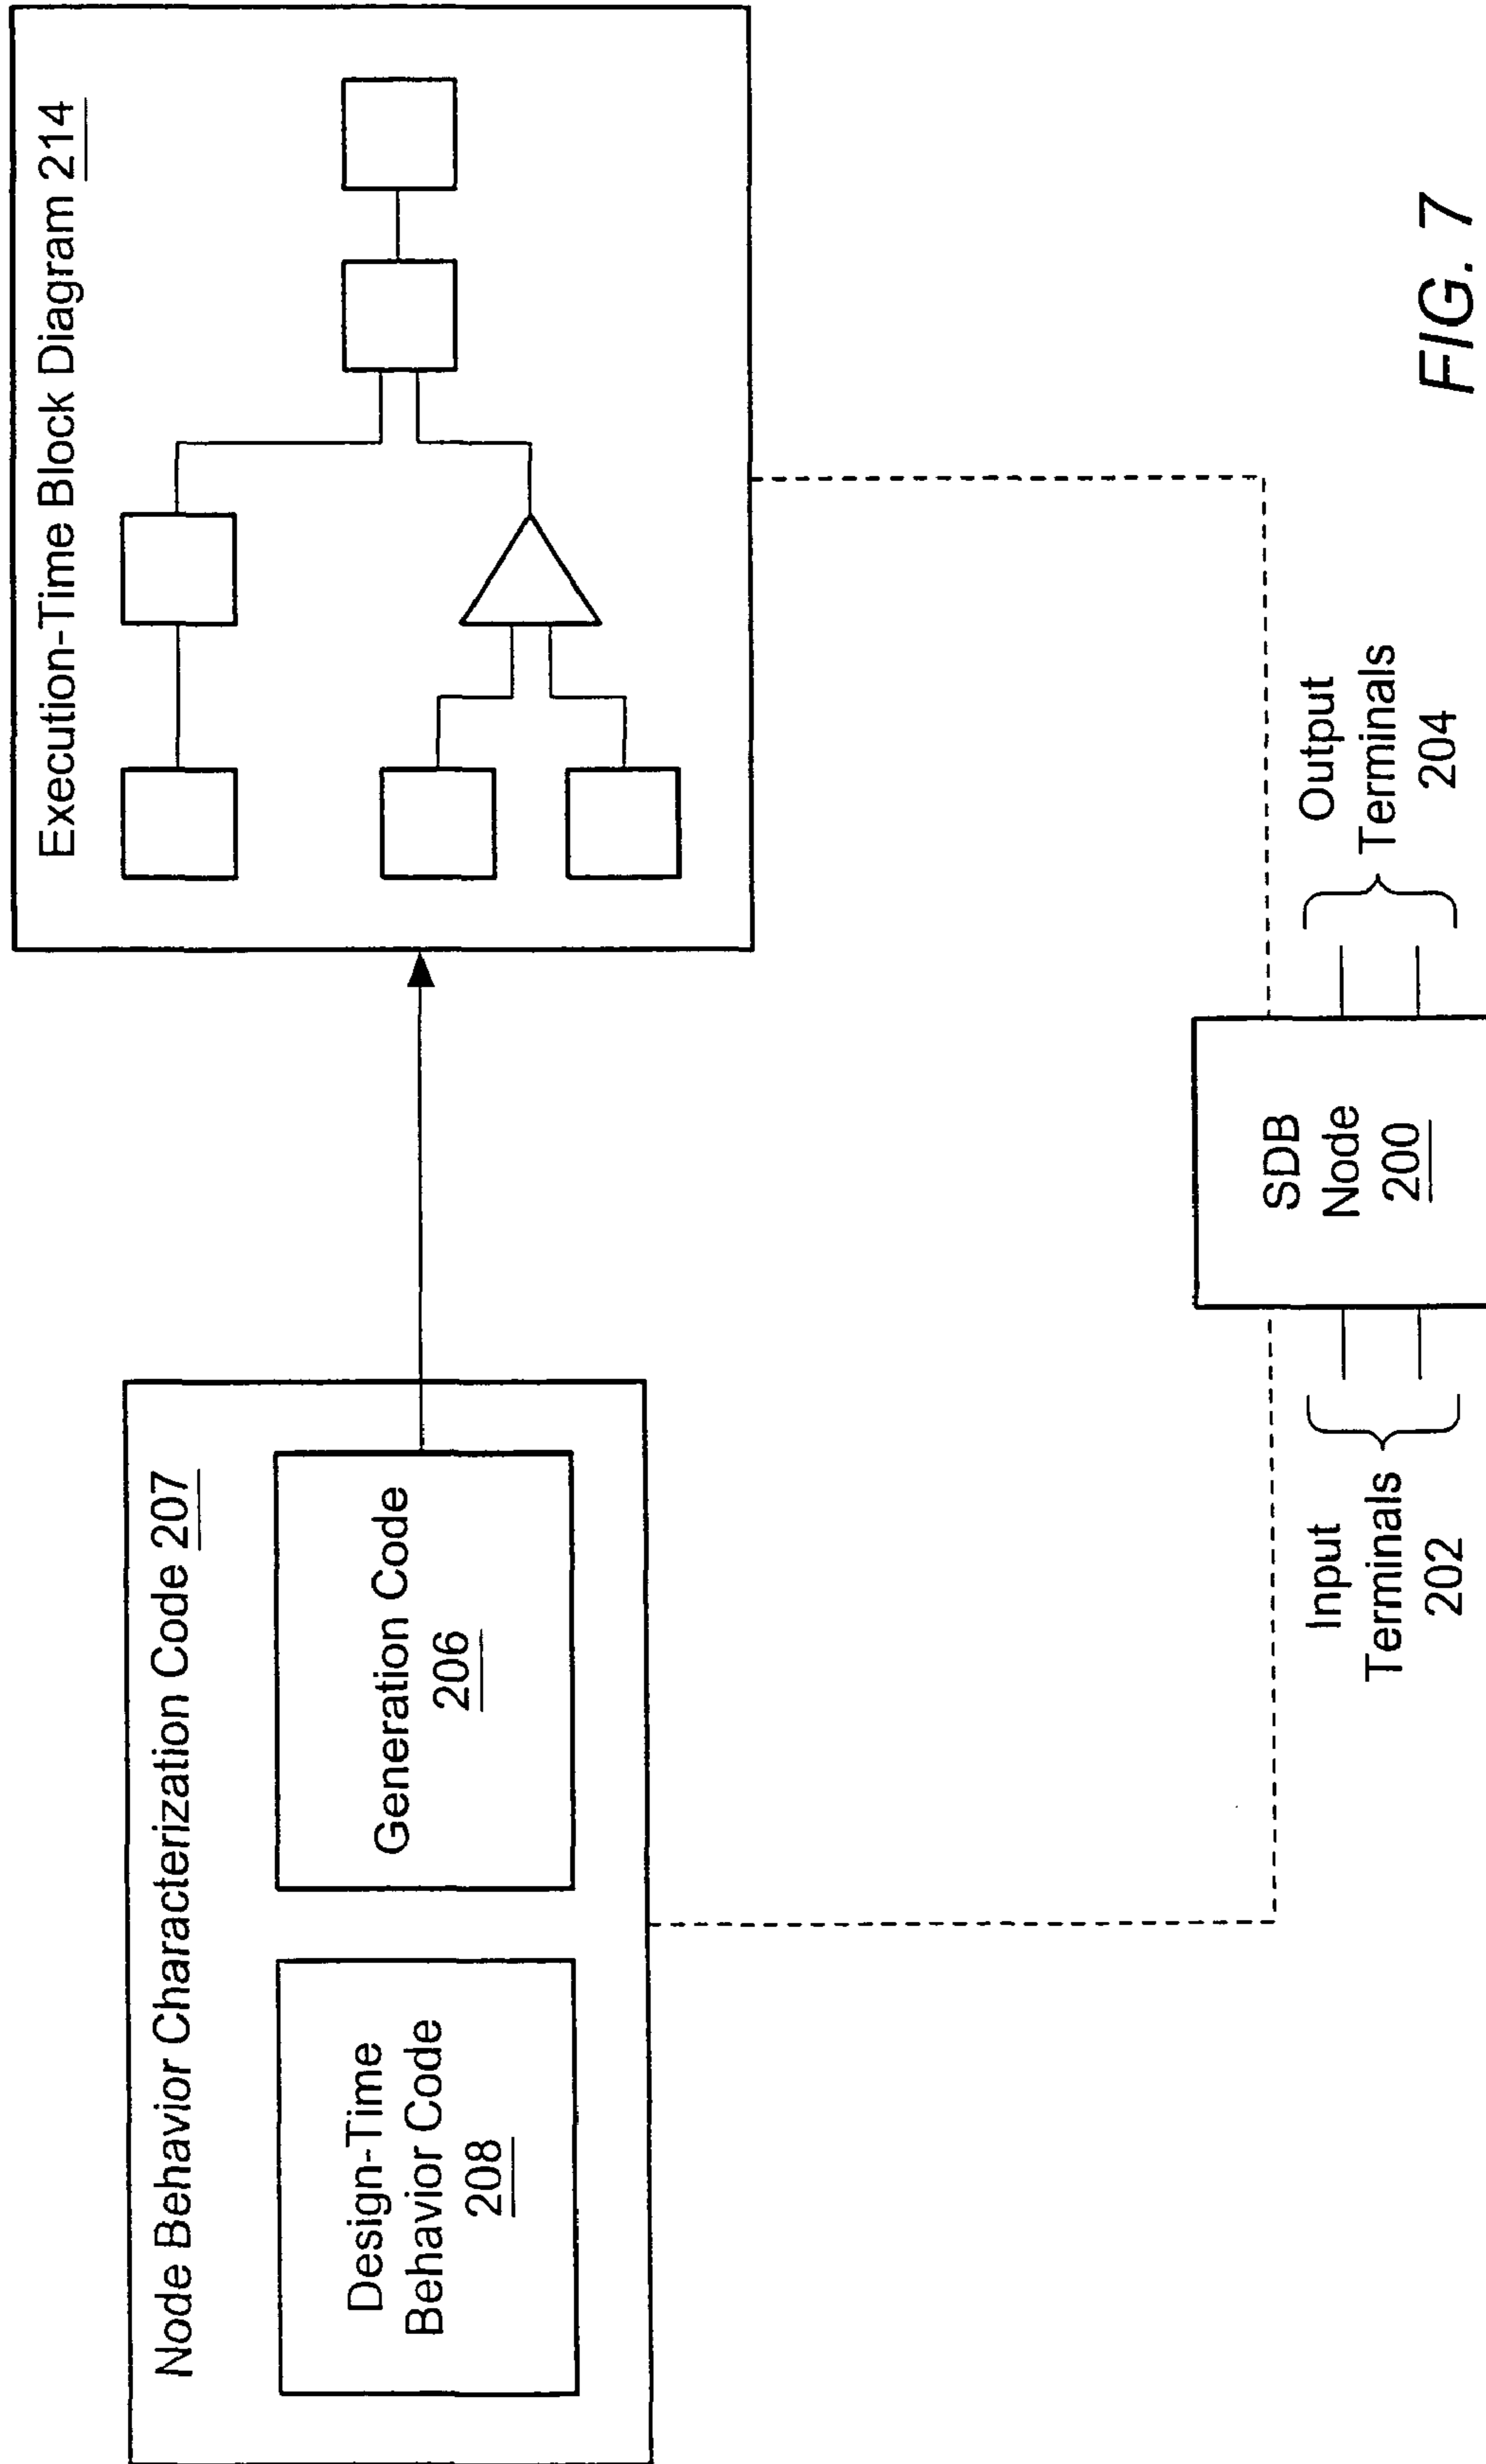 Node Behavior Characterization Code 207
Design-Time
Behavior Code
208
Generation Code
206
Execution-Time Block Diagram 214
SDB
Node
200
Input
Terminals
202
Output
Terminals
204
FIG. 7